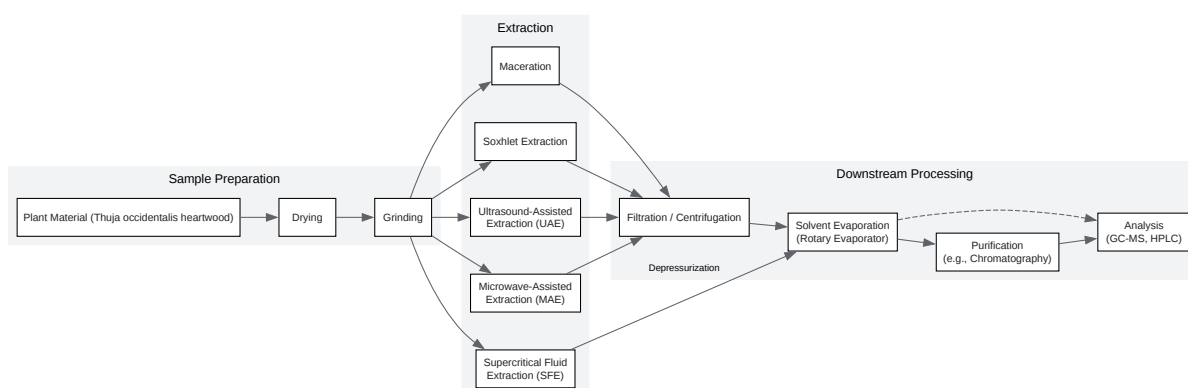 Extraction
Maceration
Soxhlet Extraction
Sample Preparation
Downstream Processing
Plant Material (Thuja occidentalis heartwood)
Drying
Grinding
Ultrasound-Assisted
Extraction (UAE)
Filtration / Centrifugation
Solvent Evaporation
(Rotary Evaporator)
Purification
(e.g., Chromatography)
Analysis
(GC-MS, HPLC)
Depressurization
Microwave-Assisted
Extraction (MAE)
Supercritical Fluid
Extraction (SFE)